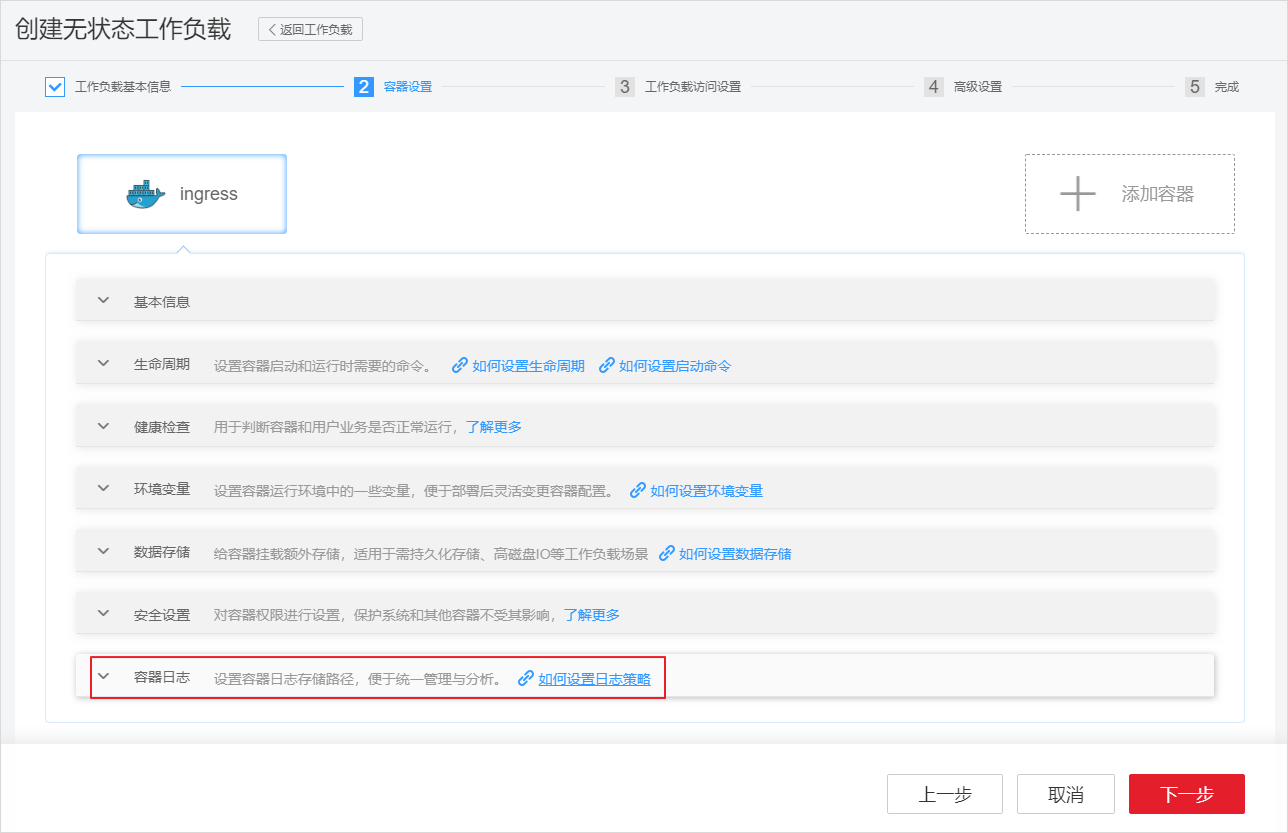 创建无状态工作负载 返回工作负载
工作负载基本信息 2 容器设置 3 工作负载访问设置 4 高级设置 5 完成
ingress 添加容器
基本信息
生命周期 设置容器启动和运行时需要的命令。 如何设置生命周期 如何设置启动命令
健康检查 用于判断容器和用户业务是否正常运行，了解更多
环境变量 设置容器运行环境中的一些变量，便于部署后灵活变更容器配置。 如何设置环境变量
数据存储 给容器挂载额外存储，适用于需持久化存储、高磁盘IO等工作负载场景 如何设置数据存储
安全设置 对容器权限进行设置，保护系统和其他容器不受其影响，了解更多
容器日志 设置容器日志存储路径，便于统一管理与分析。 如何设置日志策略
上一步 取消 下一步